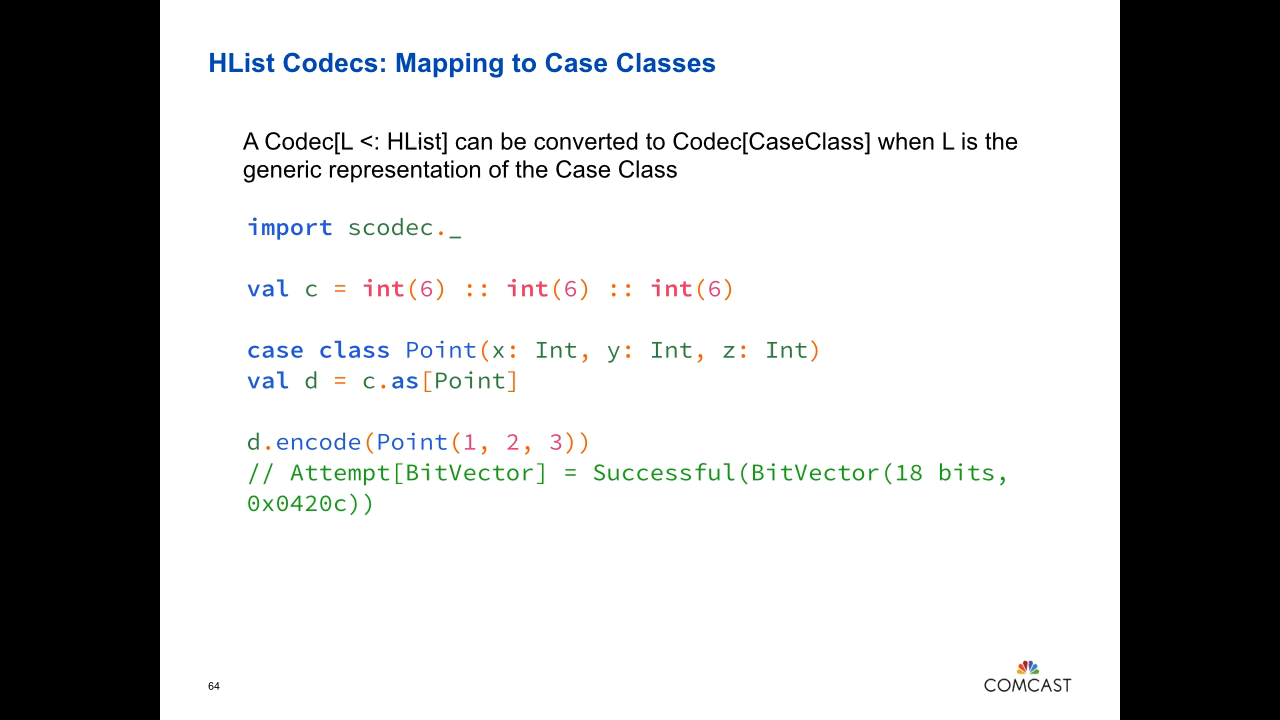 HList Codecs: Mapping to Case Classes
A Codec[L <: HList] can be converted to Codec[CaseClass] when L is the
generic representation of the Case Class
import scodec._
val c = int(6) :: int(6) :: int(6)
case class Point(x: Int, y: Int, z: Int)
val d = c.as[Point]
d.encode(Point(1, 2, 3))
// Attempt[BitVector] = Successful(BitVector(18 bits,
0x0420c))
64
COMCAST